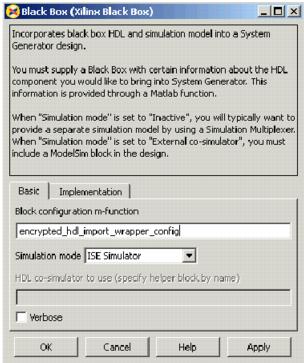 Black Box (Xilinx Black Box)
Incorporates black box HDL and simulation model into a System
Generator design.
You must supply a Black Box with certain information about the HDL
component you would like to bring into System Generator. This
information is provided through a Matlab function.
When "Simulation mode" is set to "Inactive", you will typically want to
provide a separate simulation model by using a Simulation Multiplexer.
When "Simulation mode" is set to "External co-simulator", you must
include a ModelSim block in the design.
Basic Implementation
Block configuration m-function
encrypted_hdl_import_wrapper_config
Simulation mode ISE Simulator
HDL co-simulator to use (specify helper block by name)
Verbose
OK Cancel Help Apply